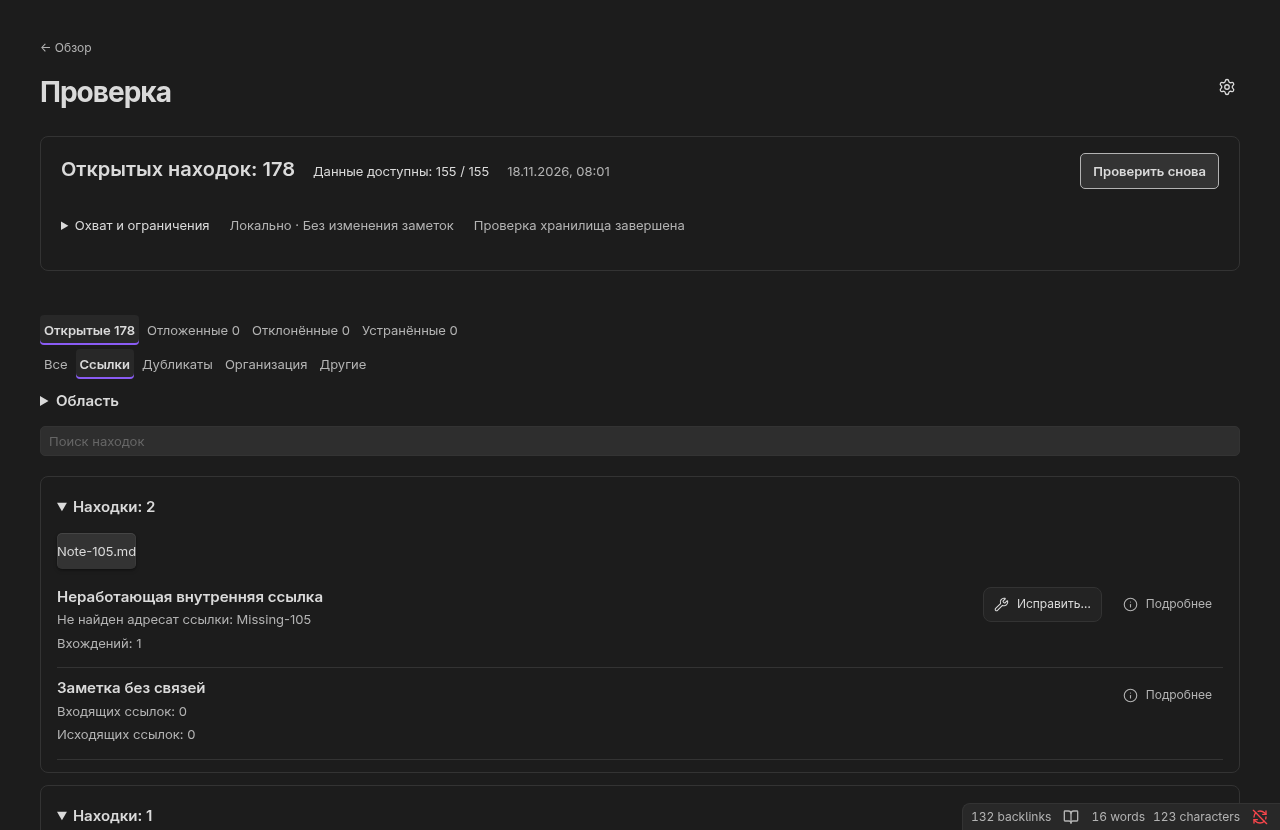 ← Обзор
Проверка
Открытых находок: 178 Данные доступны: 155 / 155 18.11.2026, 08:01 Проверить снова
Охват и ограничения Локально · Без изменения заметок Проверка хранилища завершена
Открытые 178 Отложенные 0 Отклонённые 0 Устранённые 0
Все Ссылки Дубликаты Организация Другие
Область
Поиск находок
Находки: 2
Note-105.md
Неработающая внутренняя ссылка
Не найден адресат ссылки: Missing-105
Вхождений: 1
Исправить... Подробнее
Заметка без связей
Входящих ссылок: 0
Исходящих ссылок: 0
Подробнее
Находки: 1
132 backlinks 16 words 123 characters